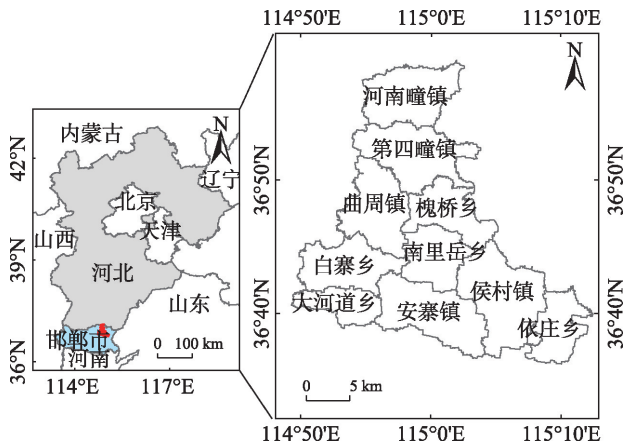 114°50'E 115°0'E 115°10'E
N
河南疃镇
第四疃镇
曲周镇 槐桥乡
南里岳乡
白寨乡
侯村镇
大河道乡 安寨镇
依庄乡
36°50'N
36°40'N
0 5 km
36°50'N
36°40'N
114°50'E 115°0'E 115°10'E
内蒙古
N
辽宁
北京
天津
山西
河北
山东
邯郸市
河南
0 100 km
42°N
39°N
36°N
114°E 117°E